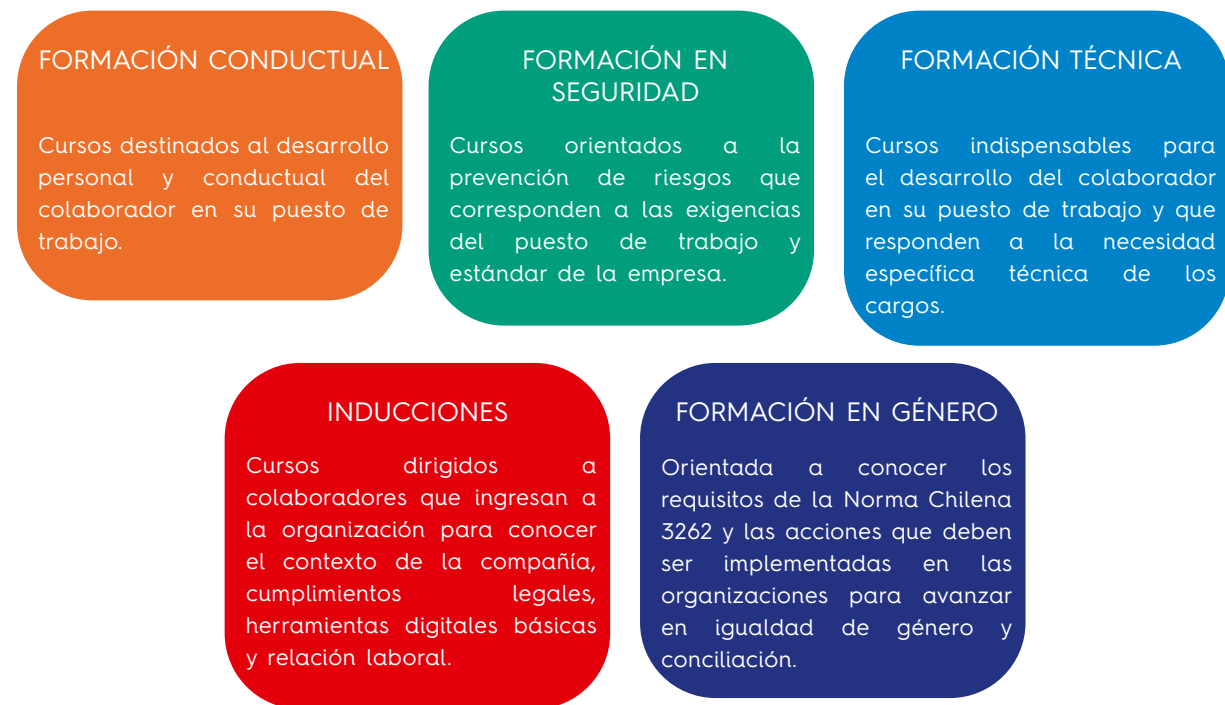 FORMACIÓN CONDUCTUAL
Cursos destinados al desarrollo
personal y conductual del
colaborador en su puesto de
trabajo.
FORMACIÓN EN
SEGURIDAD
Cursos orientados a la
prevención de riesgos que
corresponden a las exigencias
del puesto de trabajo y
estándar de la empresa.
FORMACIÓN TÉCNICA
Cursos indispensables para
el desarrollo del colaborador
en su puesto de trabajo y que
responden a la necesidad
específica técnica de los
cargos.
INDUCCIONES
Cursos dirigidos a
colaboradores que ingresan a
la organización para conocer
el contexto de la compañía,
cumplimientos legales,
herramientas digitales básicas
y relación laboral.
FORMACIÓN EN GÉNERO
Orientada a conocer los
requisitos de la Norma Chilena
3262 y las acciones que deben
ser implementadas en las
organizaciones para avanzar
en igualdad de género y
conciliación.